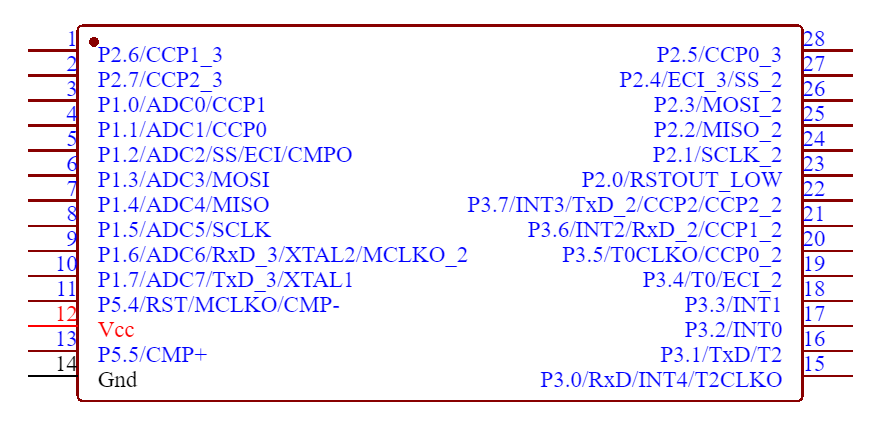 1 28
P2.6/CCP1_3 P2.5/CCP0_3
2 27
P2.7/CCP2_3 P2.4/ECI_3/SS_2
3 26
P1.0/ADC0/CCP1 P2.3/MOSI_2
4 25
P1.1/ADC1/CCP0 P2.2/MISO_2
5 24
P1.2/ADC2/SS/ECI/CMPO P2.1/SCLK_2
6 23
P1.3/ADC3/MOSI P2.0/RSTOUT_LOW
7 22
P1.4/ADC4/MISO P3.7/INT3/TxD_2/CCP2/CCP2_2
8 21
P1.5/ADC5/SCLK P3.6/INT2/RxD_2/CCP1_2
9 20
P1.6/ADC6/RxD_3/XTAL2/MCLKO_2 P3.5/T0CLKO/CCP0_2
10 19
P1.7/ADC7/TxD_3/XTAL1 P3.4/T0/ECI_2
11 18
P5.4/RST/MCLKO/CMP- P3.3/INT1
12 17
Vcc P3.2/INT0
13 16
P5.5/CMP+ P3.1/TxD/T2
14 15
Gnd P3.0/RxD/INT4/T2CLKO